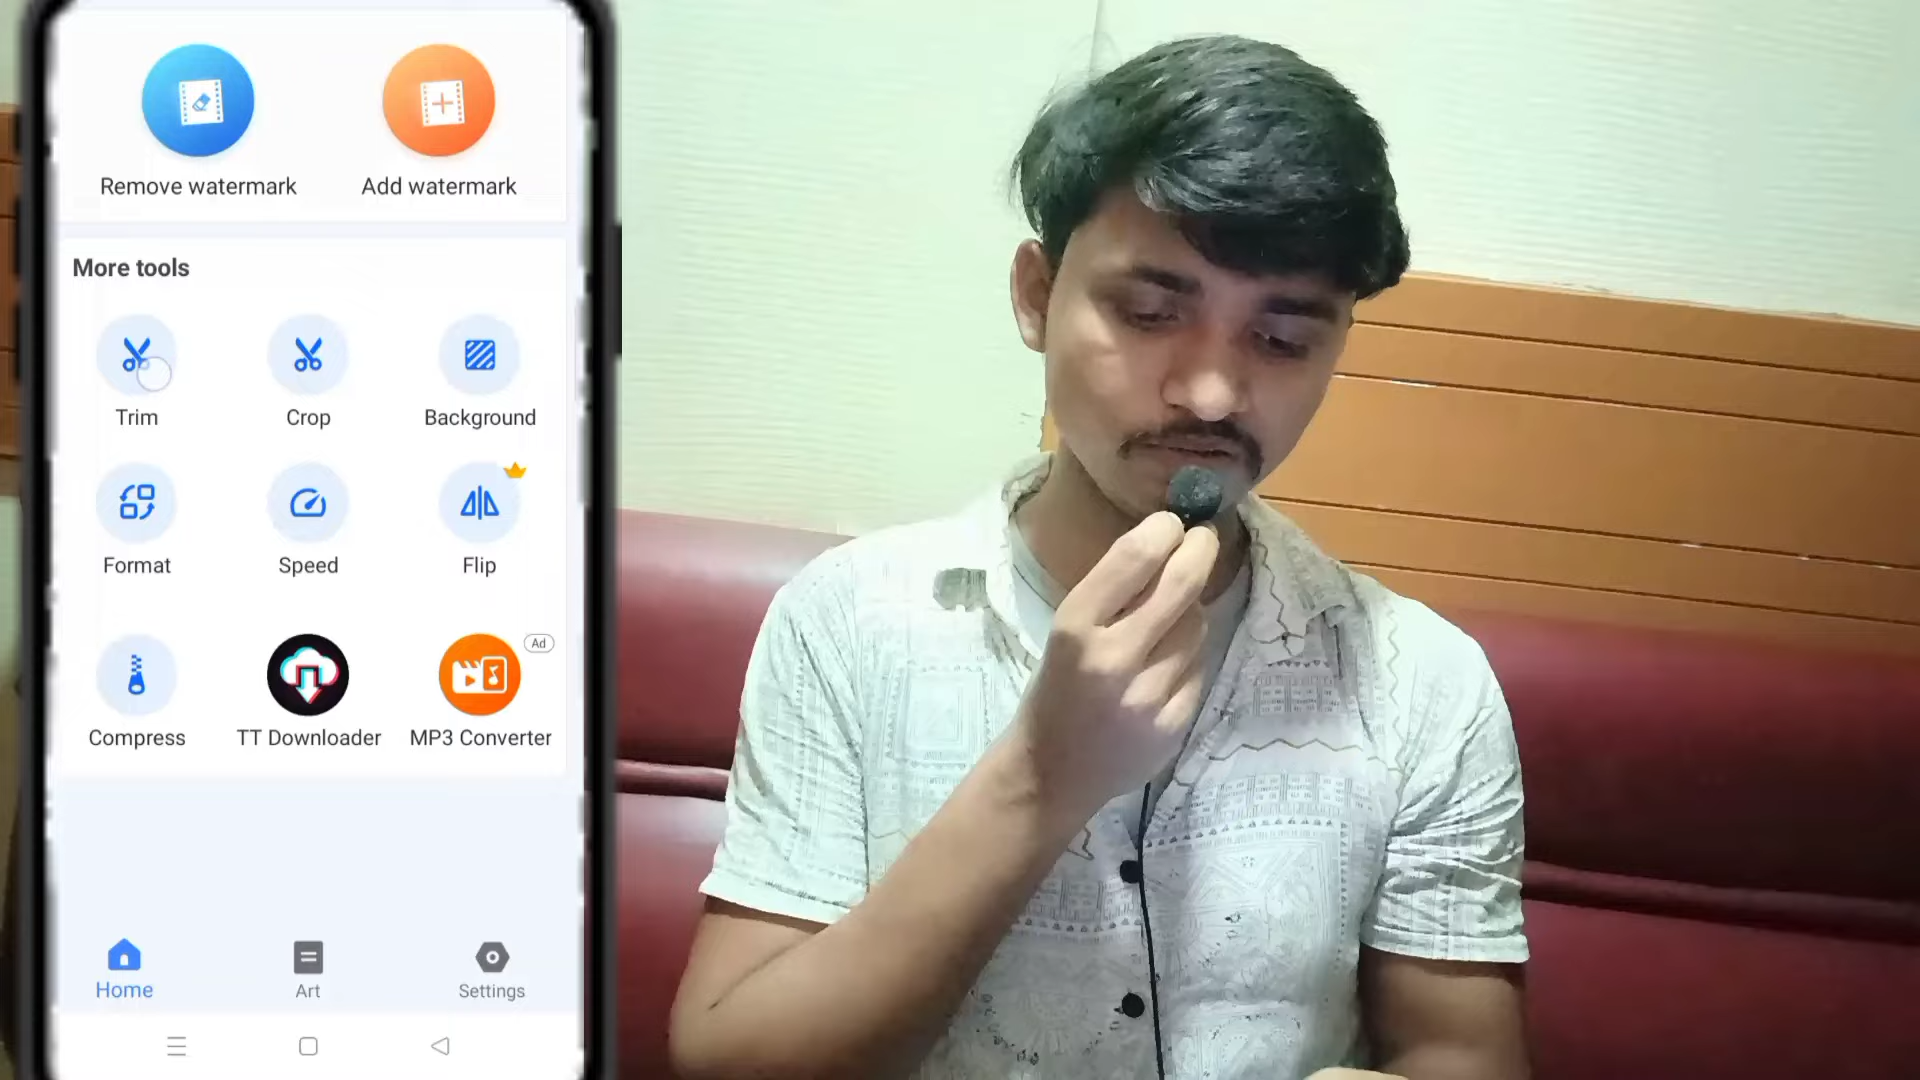 Remove watermark
Add watermark
More tools
Trim
Crop
Background
Format
Speed
Flip
Ad
Compress
TT Downloader
MP3 Converter
Home
Art
Settings